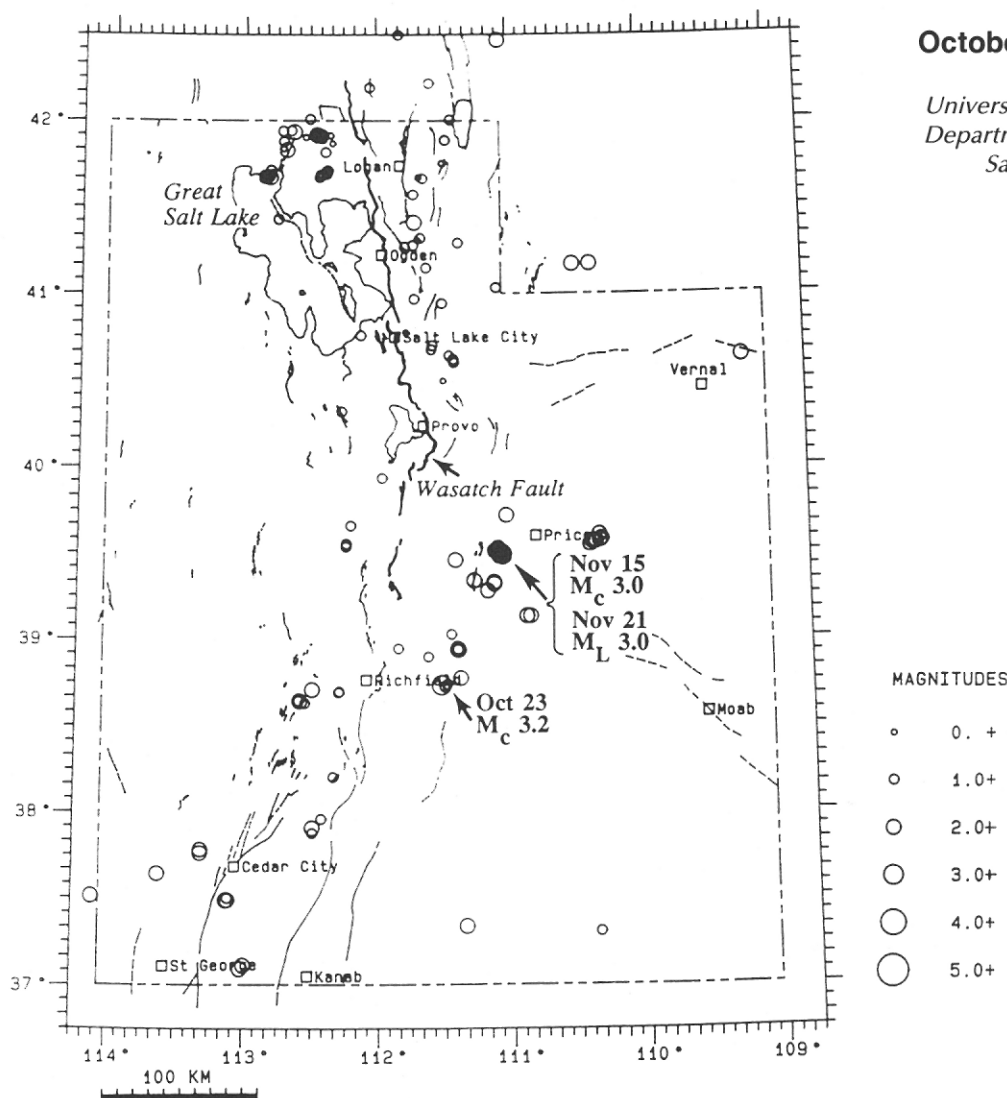 Octobe
Univers
Departn
Sa
42°
Logan
Great
Salt Lake
Ogden
41°
Salt Lake City
Vernal
Provo
40°
Wasatch Fault
Price
Nov 15
Mc 3.0
Nov 21
ML 3.0
39°
Richfield
Oct 23
Mc 3.2
Moab
MAGNITUDES
0. +
1.0+
38°
2.0+
Cedar City
3.0+
4.0+
St George
Kanab
5.0+
37°
114°
113°
112°
111°
110°
109°
100 KM